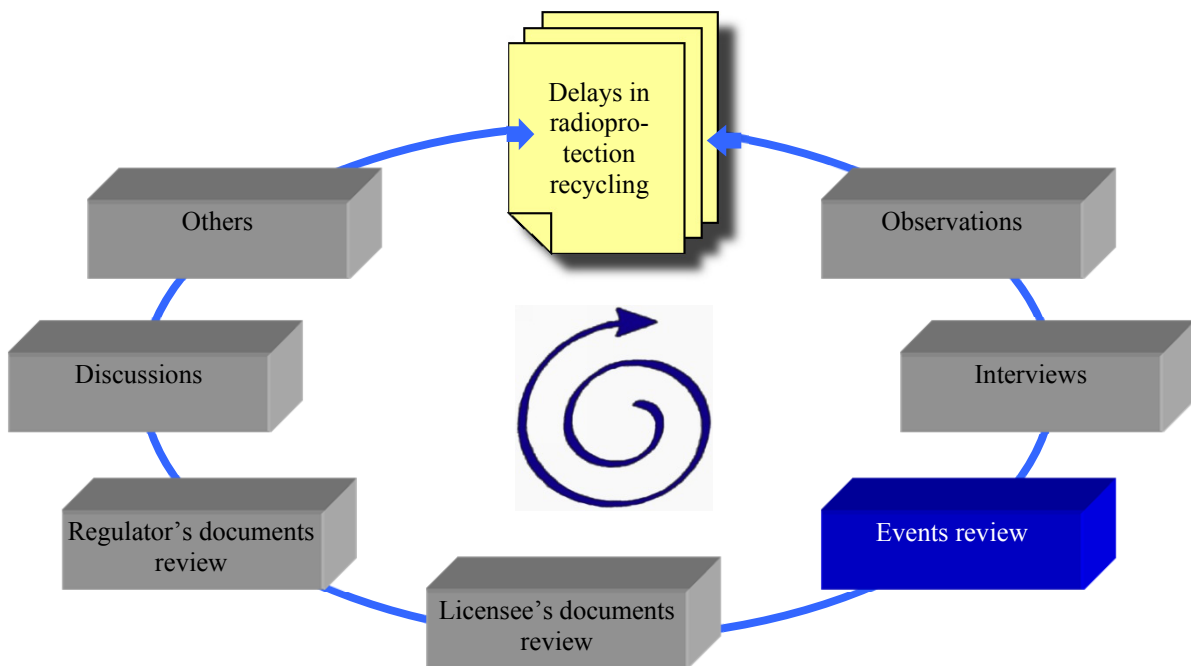 Delays in
radiopro-
tection
recycling
Others
Observations
Discussions
Interviews
Regulator’s documents
review
Events review
Licensee’s documents
review